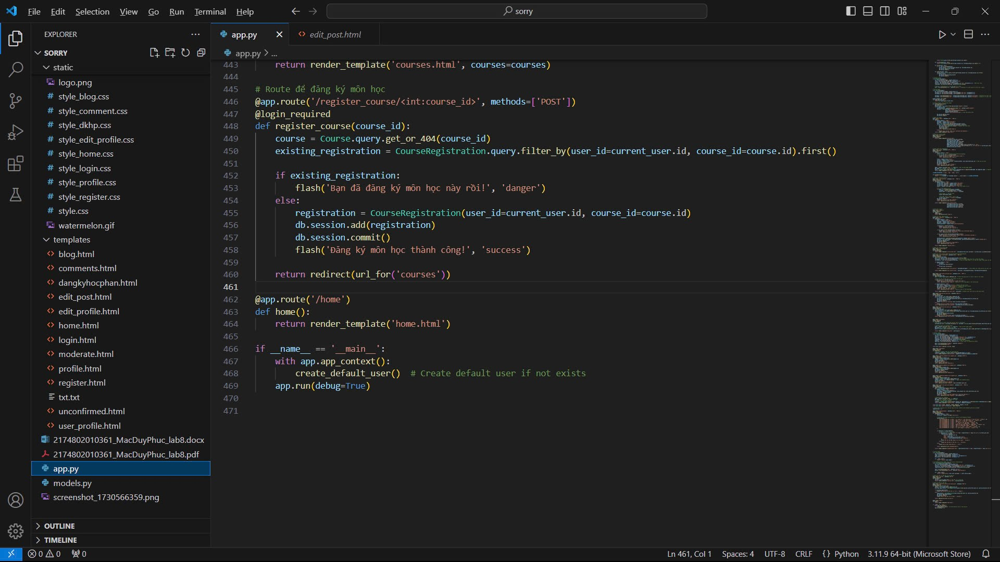 File Edit Selection View Go Run Terminal Help
sorry
EXPLORER
SORRY
static
logo.png
style_blog.css
style_comment.css
style_dkhp.css
style_edit_profile.css
style_home.css
style_login.css
style_profile.css
style_register.css
style.css
watermelon.gif
templates
blog.html
comments.html
dangkyhocphan.html
edit_post.html
edit_profile.html
home.html
login.html
moderate.html
profile.html
register.html
txt.txt
unconfirmed.html
user_profile.html
2174802010361_MacDuyPhuc_lab8.docx
2174802010361_MacDuyPhuc_lab8.pdf
app.py
models.py
screenshot_1730566359.png
OUTLINE
TIMELINE
app.py
edit_post.html
app.py > ...
443 return render_template('courses.html', courses=courses)
444
445 # Route để đăng ký môn học
446 @app.route('/register_course/<int:course_id>', methods=['POST'])
447 @login_required
448 def register_course(course_id):
449 course = Course.query.get_or_404(course_id)
450 existing_registration = CourseRegistration.query.filter_by(user_id=current_user.id, course_id=course.id).first()
451
452 if existing_registration:
453 flash('Bạn đã đăng ký môn học này rồi!', 'danger')
454 else:
455 registration = CourseRegistration(user_id=current_user.id, course_id=course.id)
456 db.session.add(registration)
457 db.session.commit()
458 flash('Đăng ký môn học thành công!', 'success')
459
460 return redirect(url_for('courses'))
461
462 @app.route('/home')
463 def home():
464 return render_template('home.html')
465
466 if __name__ == '__main__':
467 with app.app_context():
468 create_default_user() # Create default user if not exists
469 app.run(debug=True)
470
471
0 0 0
Ln 461, Col 1 Spaces: 4 UTF-8 CRLF {} Python 3.11.9 64-bit (Microsoft Store)